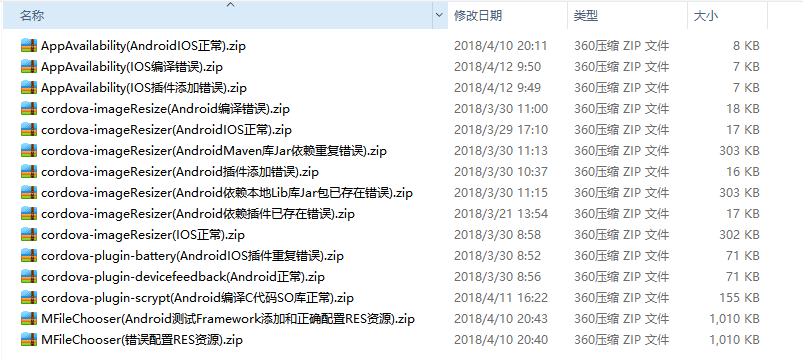 名称 修改日期 类型 大小
AppAvailability(AndroidIOS正常).zip 2018/4/10 20:11 360压缩 ZIP 文件 8 KB
AppAvailability(IOS编译错误).zip 2018/4/12 9:50 360压缩 ZIP 文件 7 KB
AppAvailability(IOS插件添加错误).zip 2018/4/12 9:49 360压缩 ZIP 文件 7 KB
cordova-imageResize(Android编译错误).zip 2018/3/30 11:00 360压缩 ZIP 文件 18 KB
cordova-imageResizer(AndroidIOS正常).zip 2018/3/29 17:10 360压缩 ZIP 文件 17 KB
cordova-imageResizer(AndroidMaven库Jar依赖重复错误).zip 2018/3/30 11:13 360压缩 ZIP 文件 303 KB
cordova-imageResizer(Android插件添加错误).zip 2018/3/30 10:37 360压缩 ZIP 文件 16 KB
cordova-imageResizer(Android依赖本地Lib库Jar包已存在错误).zip 2018/3/30 11:15 360压缩 ZIP 文件 303 KB
cordova-imageResizer(Android依赖插件已存在错误).zip 2018/3/21 13:54 360压缩 ZIP 文件 17 KB
cordova-imageResizer(IOS正常).zip 2018/3/30 8:58 360压缩 ZIP 文件 302 KB
cordova-plugin-battery(AndroidIOS插件重复错误).zip 2018/3/30 8:52 360压缩 ZIP 文件 71 KB
cordova-plugin-devicefeedback(Android正常).zip 2018/3/30 8:56 360压缩 ZIP 文件 71 KB
cordova-plugin-scrypt(Android编译C代码SO库正常).zip 2018/4/11 16:22 360压缩 ZIP 文件 155 KB
MFileChooser(Android测试Framework添加和正确配置RES资源).zip 2018/4/10 20:43 360压缩 ZIP 文件 1,010 KB
MFileChooser(错误配置RES资源).zip 2018/4/10 20:40 360压缩 ZIP 文件 1,010 KB